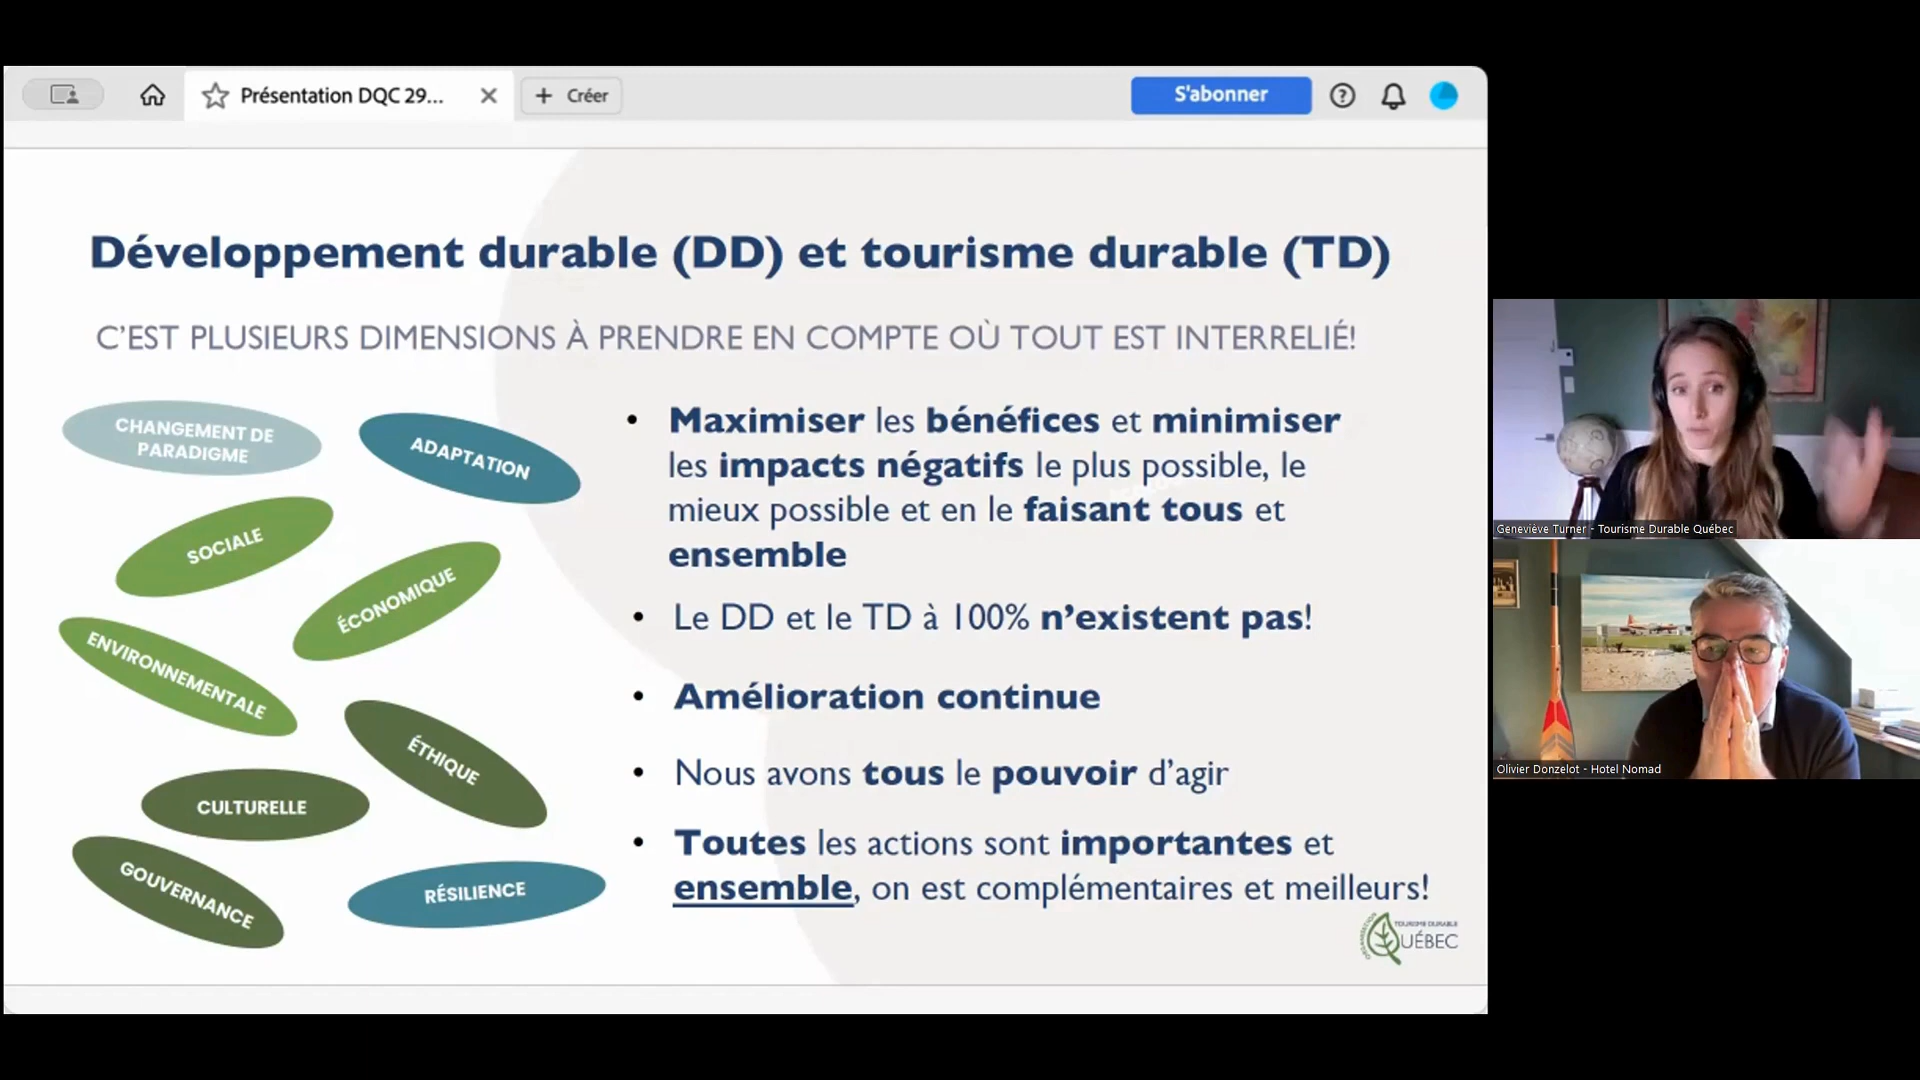 Présentation DQC 29...
Créer
S'abonner
Développement durable (DD) et tourisme durable (TD)
C'EST PLUSIEURS DIMENSIONS À PRENDRE EN COMPTE OÙ TOUT EST INTERRELIÉ!
CHANGEMENT DE
PARADIGME
ADAPTATION
SOCIALE
ÉCONOMIQUE
ENVIRONNEMENTALE
ÉTHIQUE
CULTURELLE
GOUVERNANCE
RÉSILIENCE
• Maximiser les bénéfices et minimiser
les impacts négatifs le plus possible, le
mieux possible et en le faisant tous et
ensemble
• Le DD et le TD à 100% n'existent pas!
• Amélioration continue
• Nous avons tous le pouvoir d'agir
• Toutes les actions sont importantes et
ensemble, on est complémentaires et meilleurs!
ORGANISATION
TOURISME DURABLE
QUÉBEC
Geneviève Turner - Tourisme Durable Québec
Olivier Donzelot - Hotel Nomad